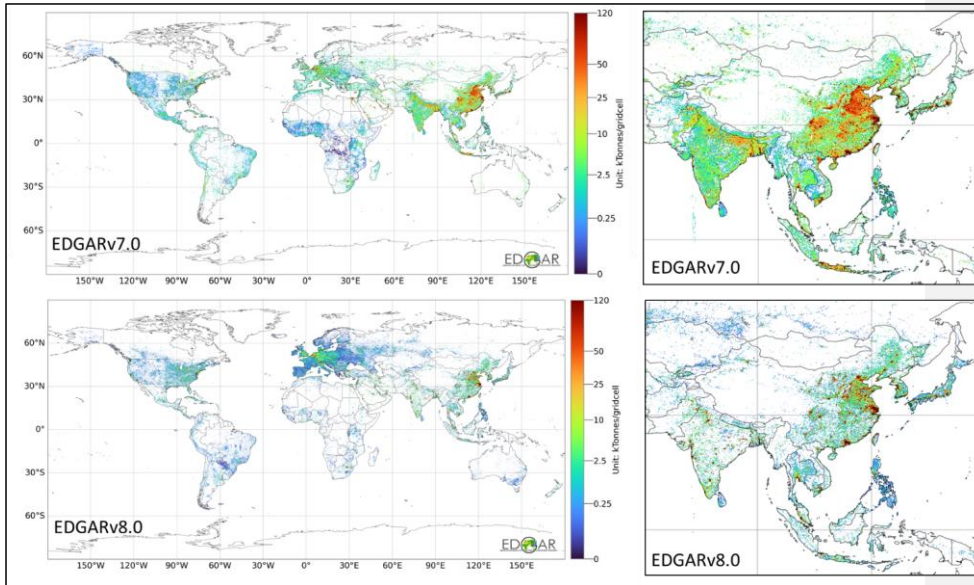 60°N
30°N
0°
30°S
60°S
150°W 120°W 90°W 60°W 30°W 0° 30°E 60°E 90°E 120°E 150°E
EDGARv7.0
EDGAR
120
50
25
10
2.5
0.25
0
Unit: kTonnes/gridcell
EDGARv7.0
60°N
30°N
0°
30°S
60°S
150°W 120°W 90°W 60°W 30°W 0° 30°E 60°E 90°E 120°E 150°E
EDGARv8.0
EDGAR
120
50
25
10
2.5
0.25
0
Unit: kTonnes/gridcell
EDGARv8.0